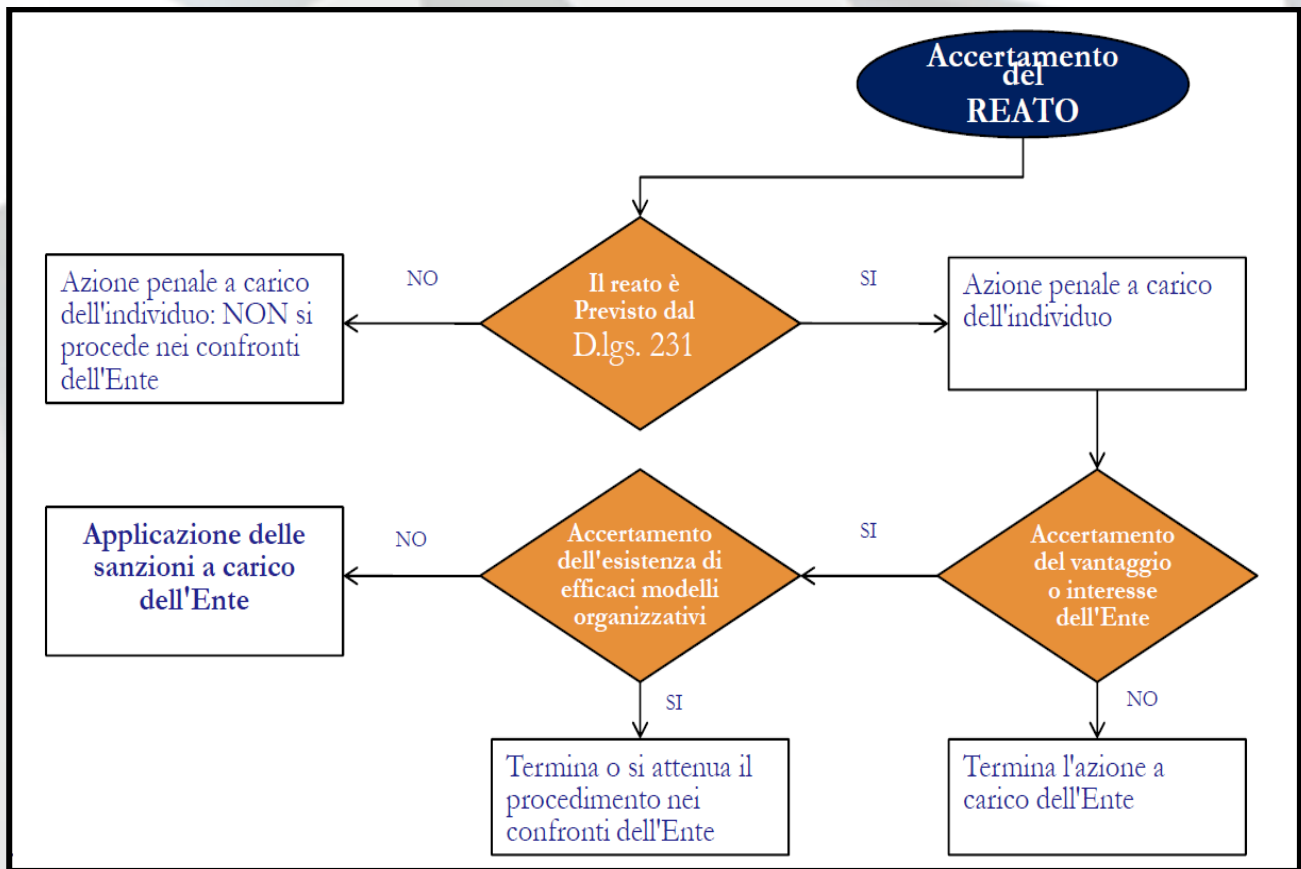 Accertamento
del
REATO
NO
Il reato è
Previsto dal
D.lgs. 231
SI
Azione penale a carico
dell'individuo: NON si
procede nei confronti
dell'Ente
Azione penale a carico
dell'individuo
Applicazione delle
sanzioni a carico
dell'Ente
NO
Accertamento
dell'esistenza di
efficaci modelli
organizzativi
SI
Accertamento
del vantaggio
o interesse
dell'Ente
SI
NO
Termina o si attenua il
procedimento nei
confronti dell'Ente
Termina l'azione a
carico dell'Ente